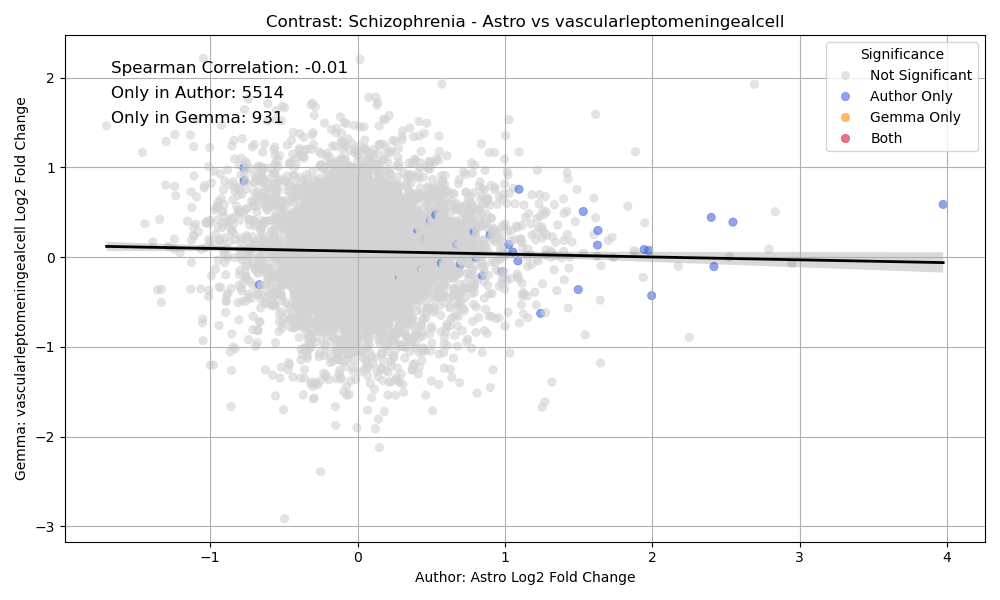 Contrast: Schizophrenia - Astro vs vascularleptomeningealcell
Spearman Correlation: -0.01
Only in Author: 5514
Only in Gemma: 931
Significance
Not Significant
Author Only
Gemma Only
Both
Gemma: vascularleptomeningealcell Log2 Fold Change
2
1
0
−1
−2
−3
−1
0
1
2
3
4
Author: Astro Log2 Fold Change